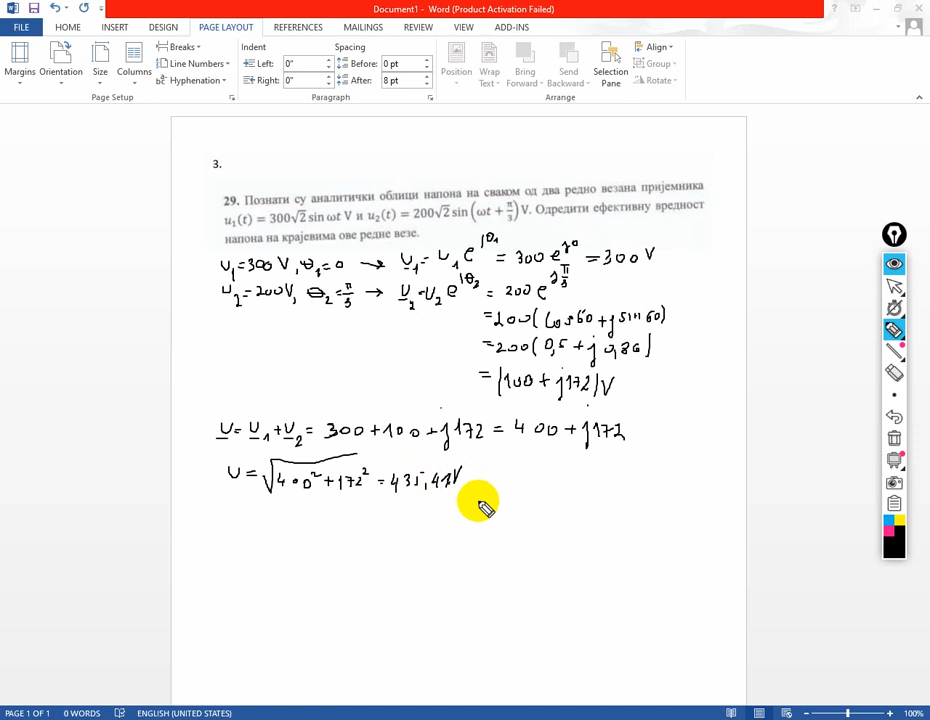 Document1 - Word (Product Activation Failed)
FILE HOME INSERT DESIGN PAGE LAYOUT REFERENCES MAILINGS REVIEW VIEW ADD-INS
Margins Orientation Size Columns
Breaks
Line Numbers
Hyphenation
Page Setup
Indent Spacing
Left: 0" Before: 0 pt
Right: 0" After: 8 pt
Paragraph
Position Wrap Text Bring Forward Send Backward Selection Pane
Align
Group
Rotate
Arrange
3.
29. Познати су аналитички облици напона на сваком од два редно везана пријемника
u₁(t) = 300√2 sin ωt V и u₂(t) = 200√2 sin (ωt + π/3) V. Одредити ефективну вредност
напона на крајевима ове редне везе.
U₁=300 V, θ₁=0 → U₁= U₁ e^jθ₁ = 300 e^j0 = 300 V
U₂=200V, θ₂=π/3 → U₂=U₂ e^jθ₂ = 200 e^jπ/3
=200(cos60+jsin60)
=200(0,5+j0,86)
=(100+j172)V
U= U₁+U₂= 300+100+j172 = 400+j172
U= √400²+172² =435,41V
PAGE 1 OF 1 0 WORDS ENGLISH (UNITED STATES) 100%